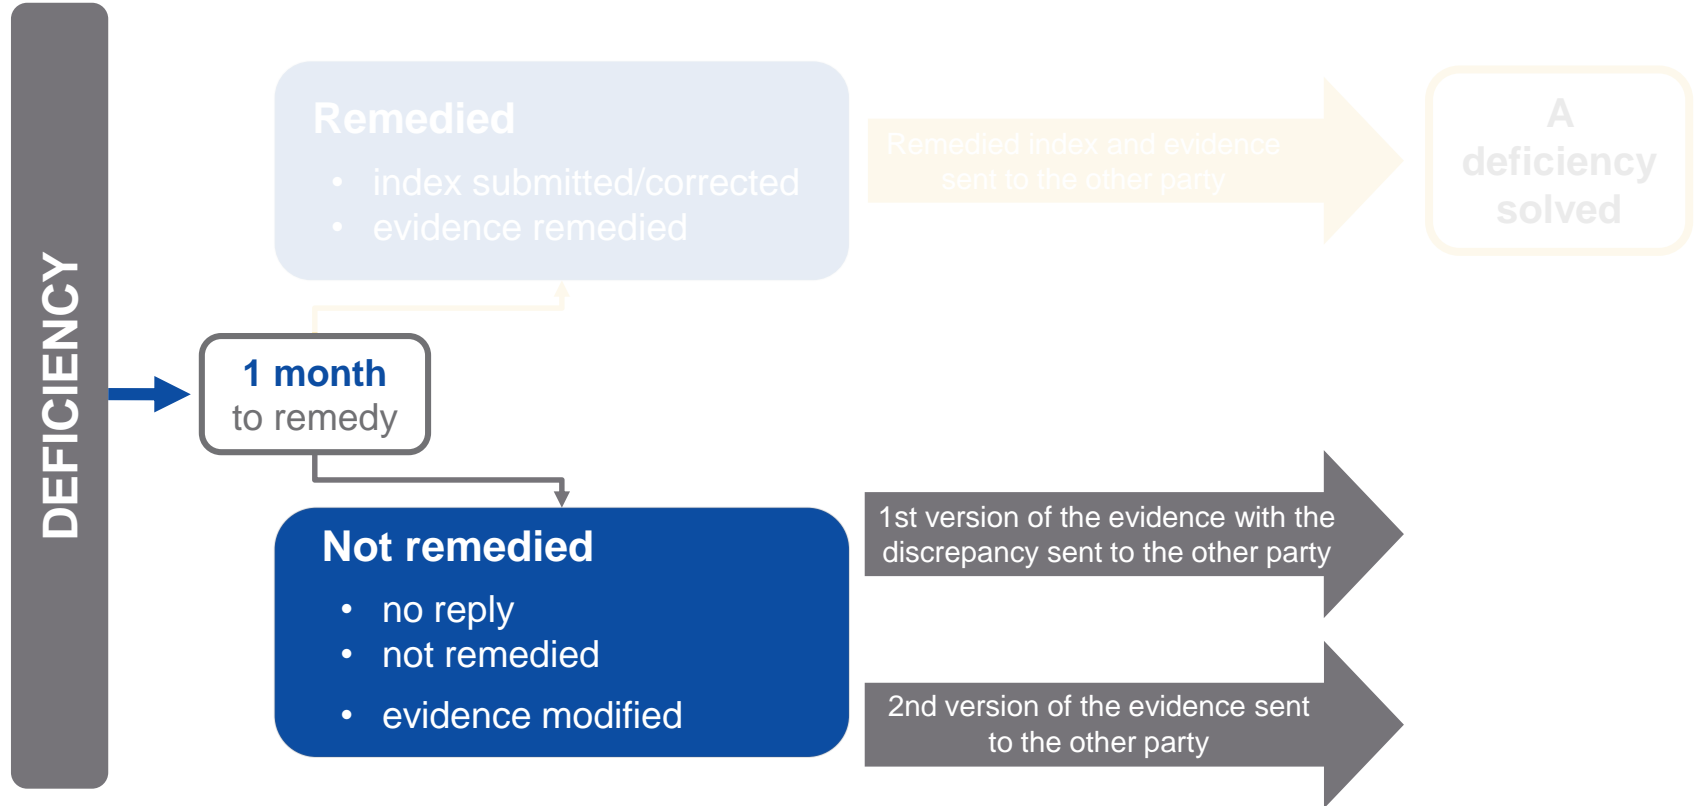 DEFICIENCY
Remedied
• index submitted/corrected
• evidence remedied
Remedied index and evidence
sent to the other party
A
deficiency
solved
1 month
to remedy
Not remedied
• no reply
• not remedied
• evidence modified
1st version of the evidence with the
discrepancy sent to the other party
2nd version of the evidence sent
to the other party